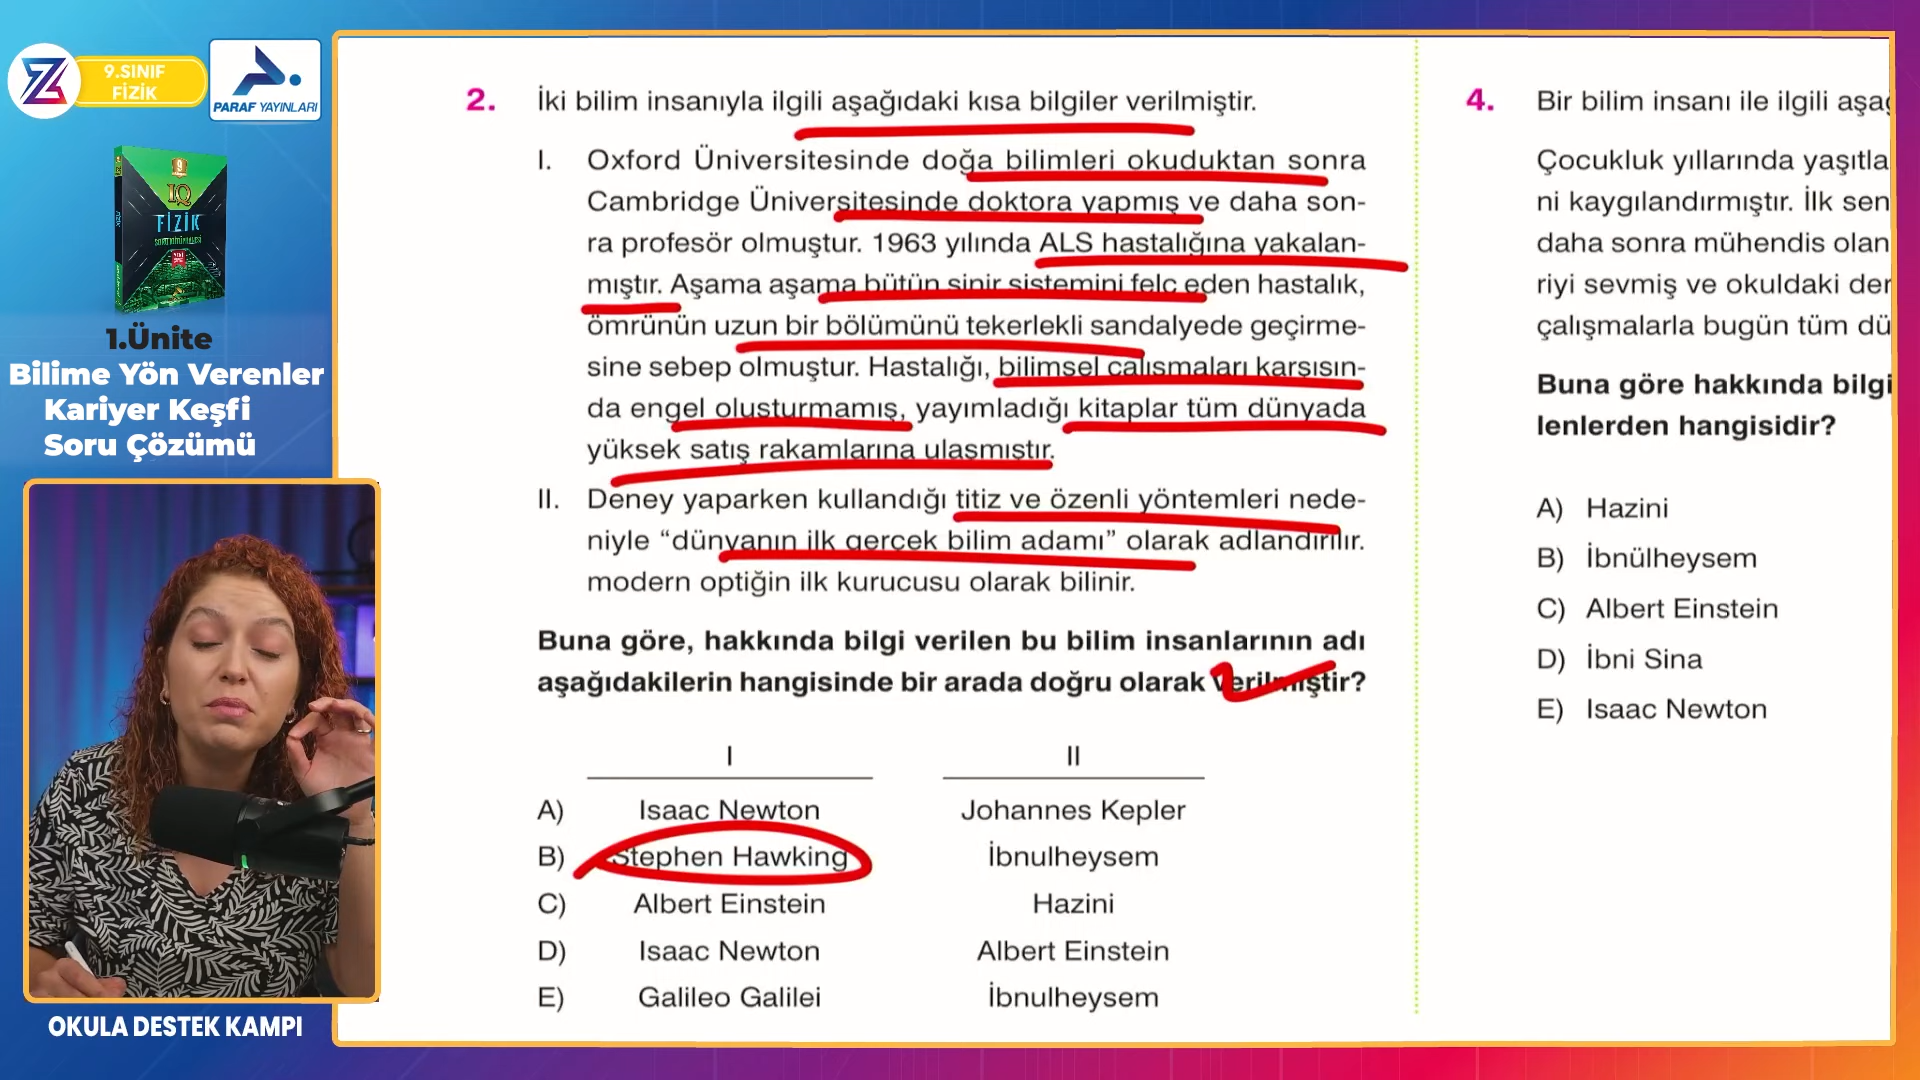 9.SINIF
FİZİK
PARAF YAYINLARI
9
IQ
FİZİK
1.Ünite
Bilime Yön Verenler
Kariyer Keşfi
Soru Çözümü
OKULA DESTEK KAMPI
2. İki bilim insanıyla ilgili aşağıdaki kısa bilgiler verilmiştir.
I. Oxford Üniversitesinde doğa bilimleri okuduktan sonra
Cambridge Üniversitesinde doktora yapmış ve daha son-
ra profesör olmuştur. 1963 yılında ALS hastalığına yakalan-
mıştır. Aşama aşama bütün sinir sistemini felç eden hastalık,
ömrünün uzun bir bölümünü tekerlekli sandalyede geçirme-
sine sebep olmuştur. Hastalığı, bilimsel çalışmaları karşısın-
da engel oluşturmamış, yayımladığı kitaplar tüm dünyada
yüksek satış rakamlarına ulaşmıştır.
II. Deney yaparken kullandığı titiz ve özenli yöntemleri nede-
niyle “dünyanın ilk gerçek bilim adamı” olarak adlandırılır.
modern optiğin ilk kurucusu olarak bilinir.
Buna göre, hakkında bilgi verilen bu bilim insanlarının adı
aşağıdakilerin hangisinde bir arada doğru olarak verilmiştir?
I II
A) Isaac Newton Johannes Kepler
B) Stephen Hawking İbnulheysem
C) Albert Einstein Hazini
D) Isaac Newton Albert Einstein
E) Galileo Galilei İbnulheysem
4. Bir bilim insanı ile ilgili aşağ
Çocukluk yıllarında yaşıtla
ni kaygılandırmıştır. İlk sen
daha sonra mühendis olan
riyi sevmiş ve okuldaki der
çalışmalarla bugün tüm dü
Buna göre hakkında bilgi
lenlerden hangisidir?
A) Hazini
B) İbnülheysem
C) Albert Einstein
D) İbni Sina
E) Isaac Newton